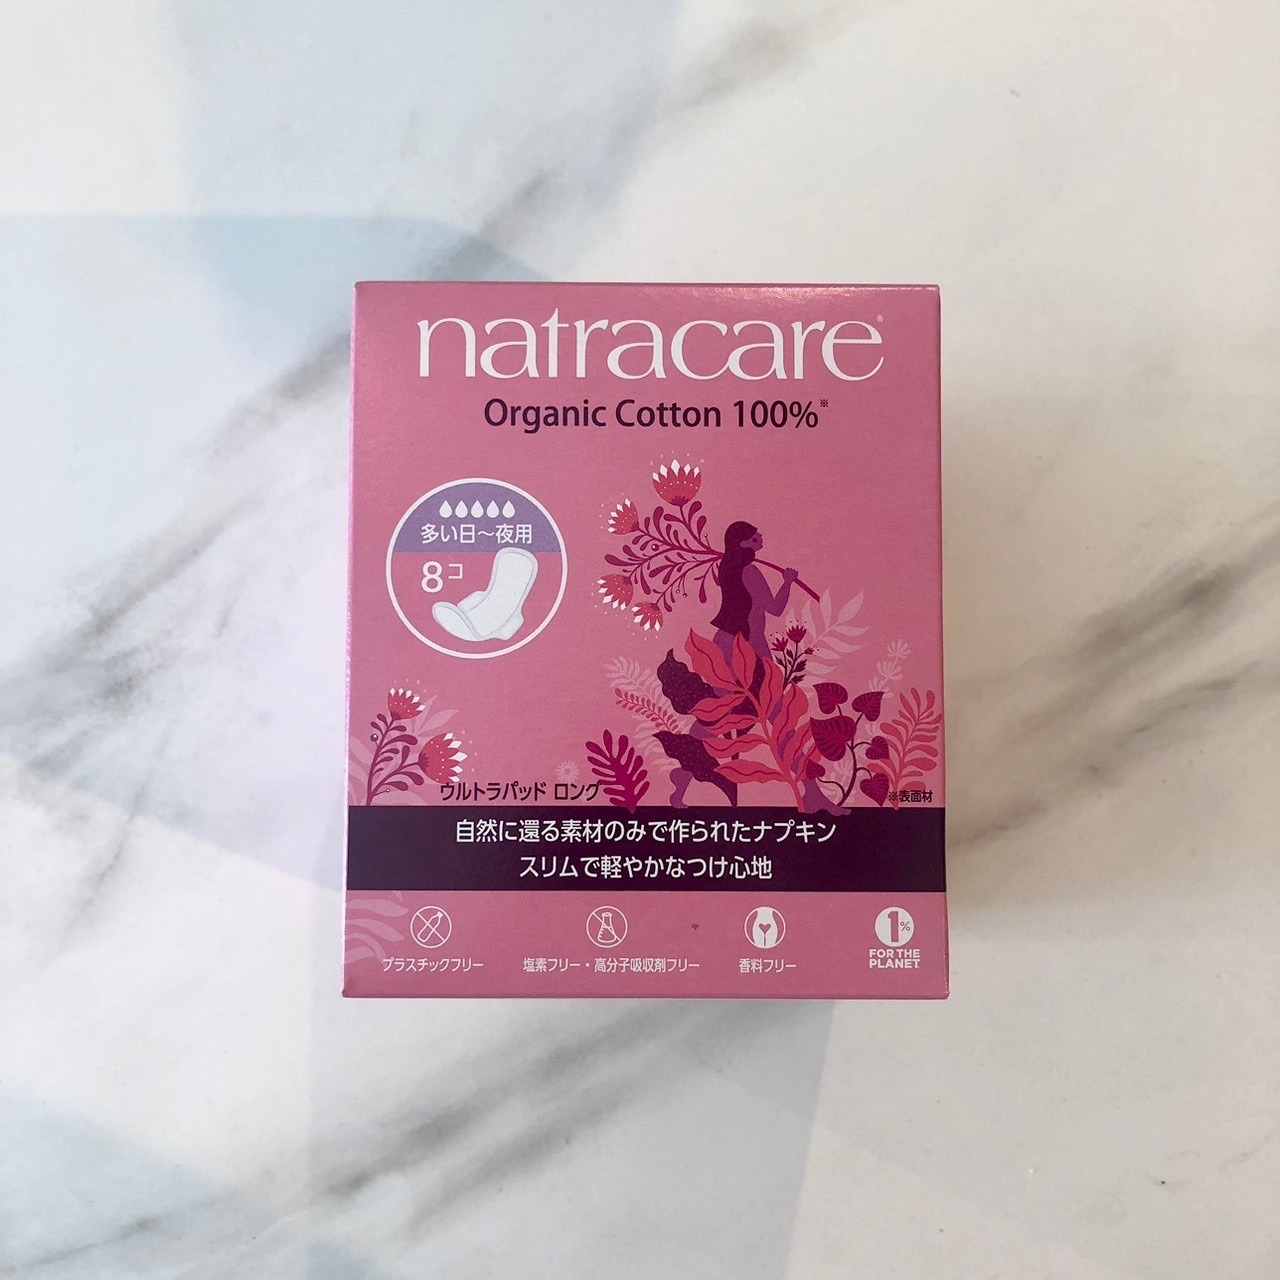 natracare®
Organic Cotton 100%※
多い日〜夜用
8コ
ウルトラパッド ロング
※表面材
自然に還る素材のみで作られたナプキン
スリムで軽やかなつけ心地
プラスチックフリー
塩素フリー・高分子吸収剤フリー
香料フリー
1%
FOR THE
PLANET